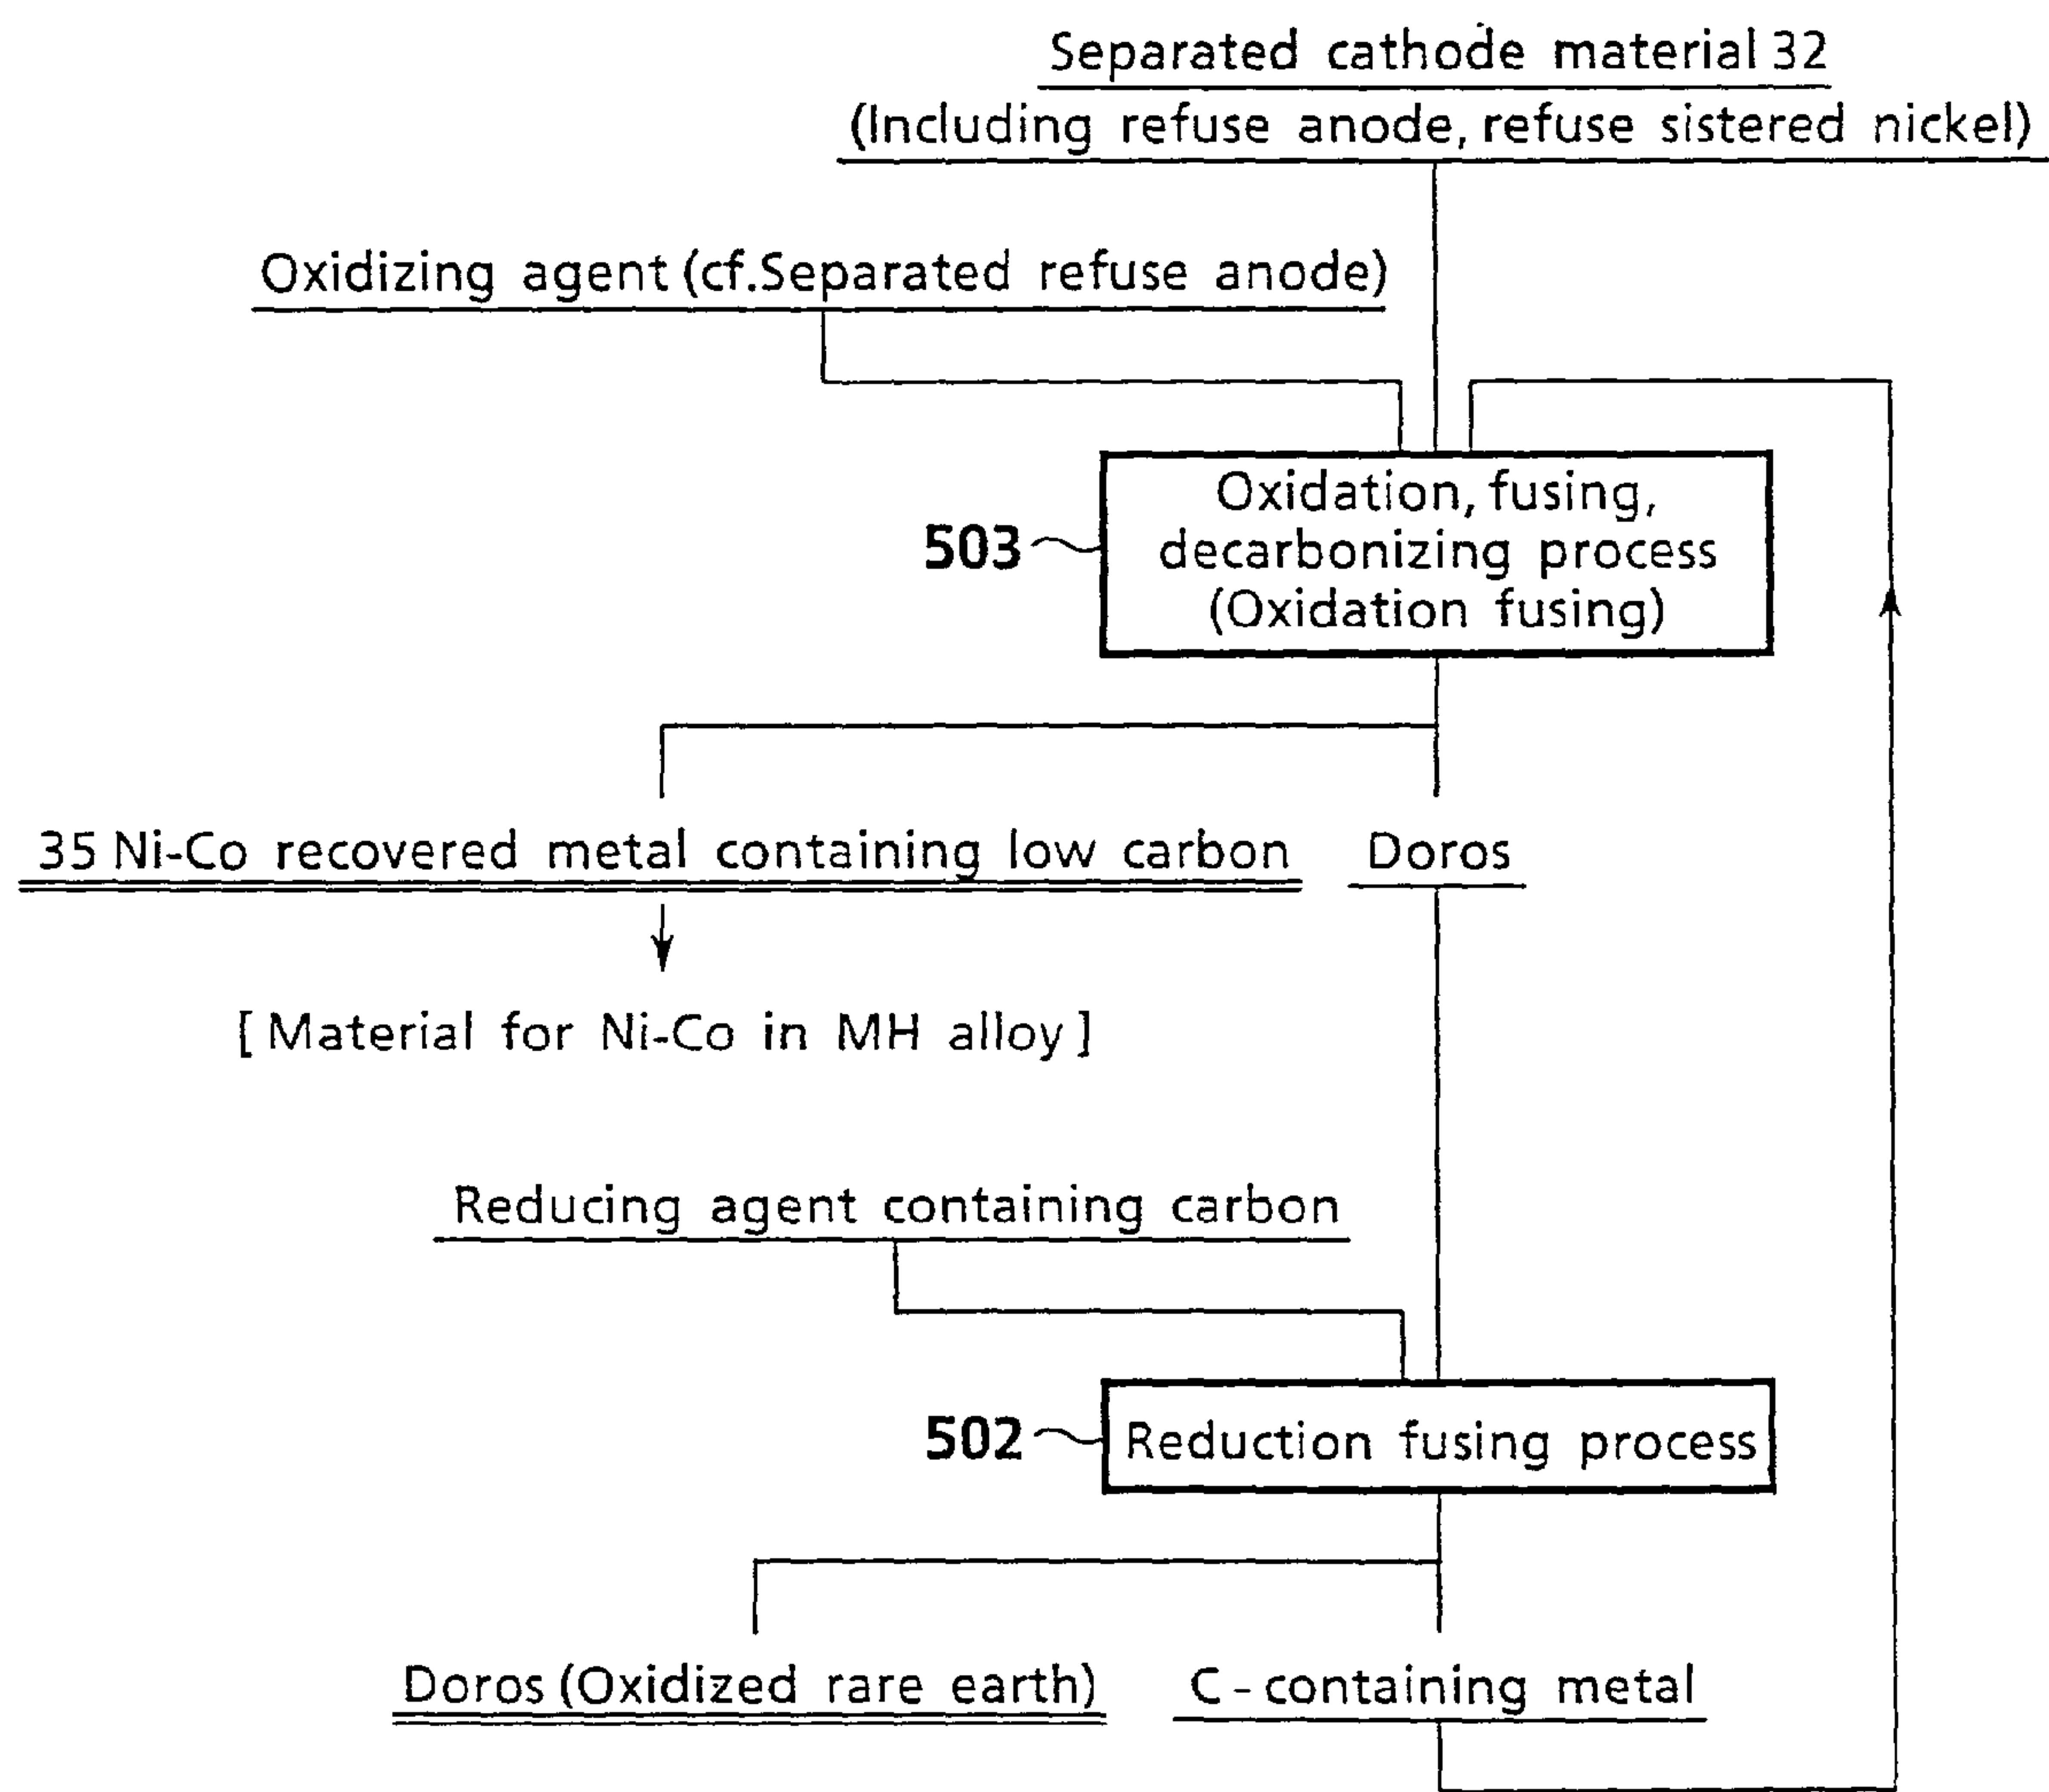 Separated cathode material 32
(Including refuse anode, refuse sistered nickel)
Oxidizing agent (cf.Separated refuse anode)
503
Oxidation, fusing,
decarbonizing process
(Oxidation fusing)
35 Ni-Co recovered metal containing low carbon
Doros
[ Material for Ni-Co in MH alloy ]
Reducing agent containing carbon
502
Reduction fusing process
Doros (Oxidized rare earth)
C - containing metal